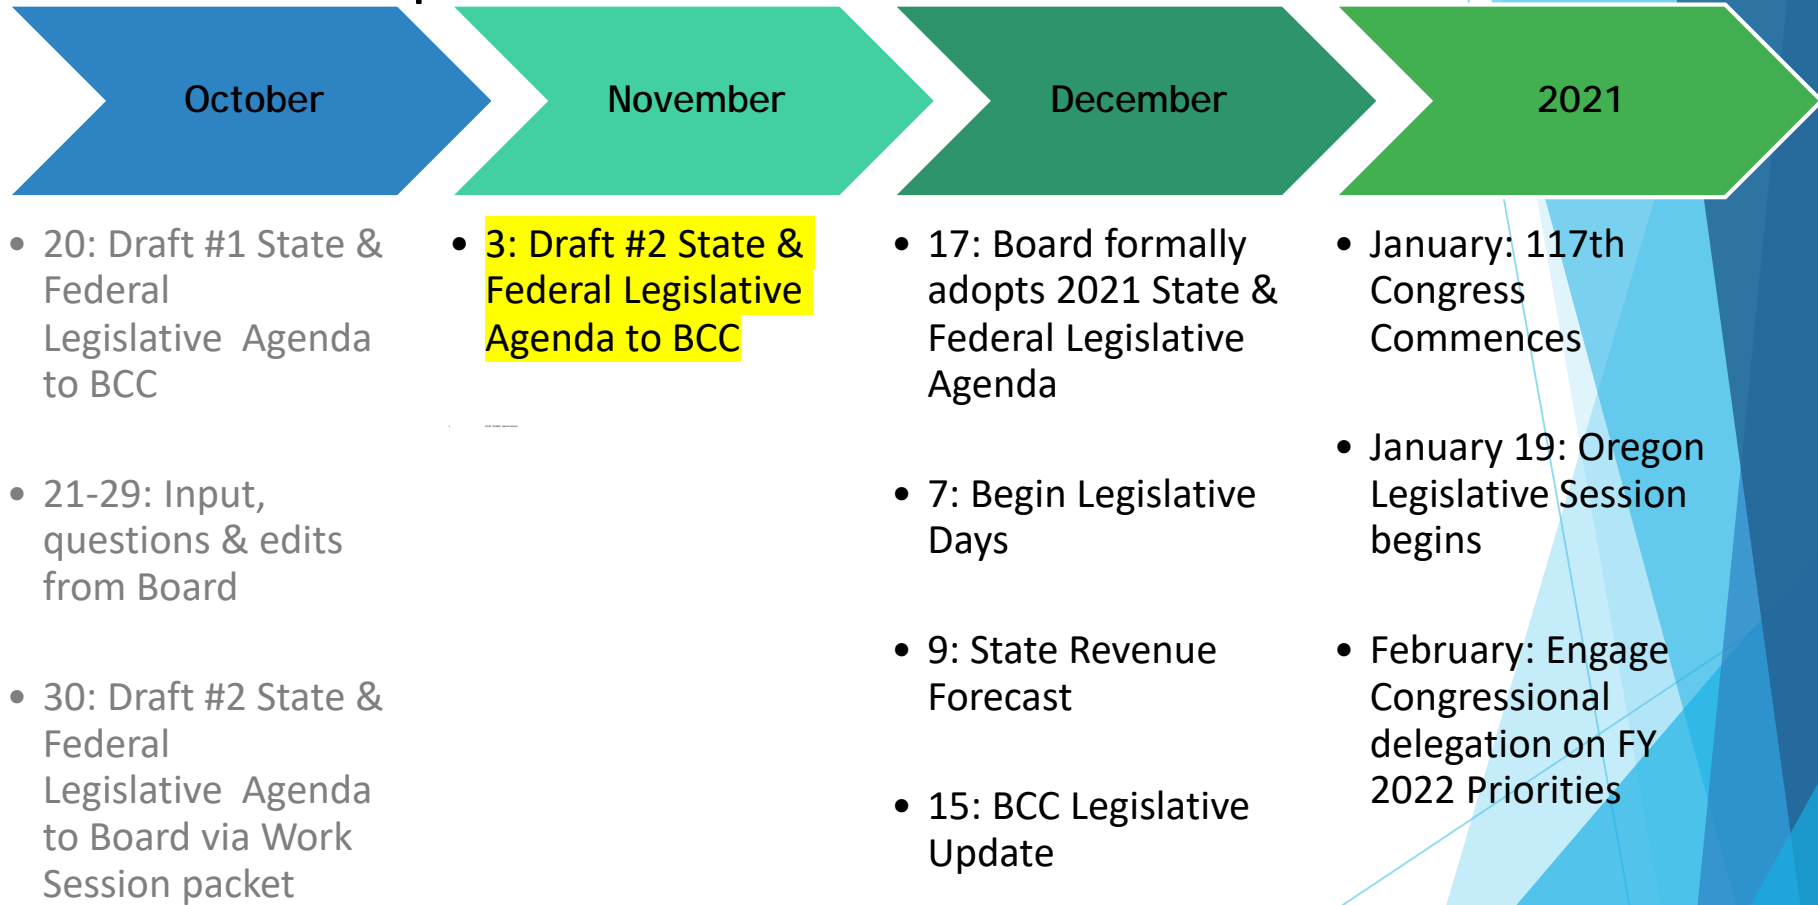 October
November
December
2021
• 20: Draft #1 State &
Federal
Legislative  Agenda
to BCC
• 21-29: Input,
questions & edits
from Board
• 30: Draft #2 State &
Federal
Legislative  Agenda
to Board via Work
Session packet
• 3: Draft #2 State &
Federal Legislative
Agenda to BCC
• 17: Board formally
adopts 2021 State &
Federal Legislative
Agenda
• 7: Begin Legislative
Days
• 9: State Revenue
Forecast
• 15: BCC Legislative
Update
• January: 117th
Congress
Commences
• January 19: Oregon
Legislative Session
begins
• February: Engage
Congressional
delegation on FY
2022 Priorities